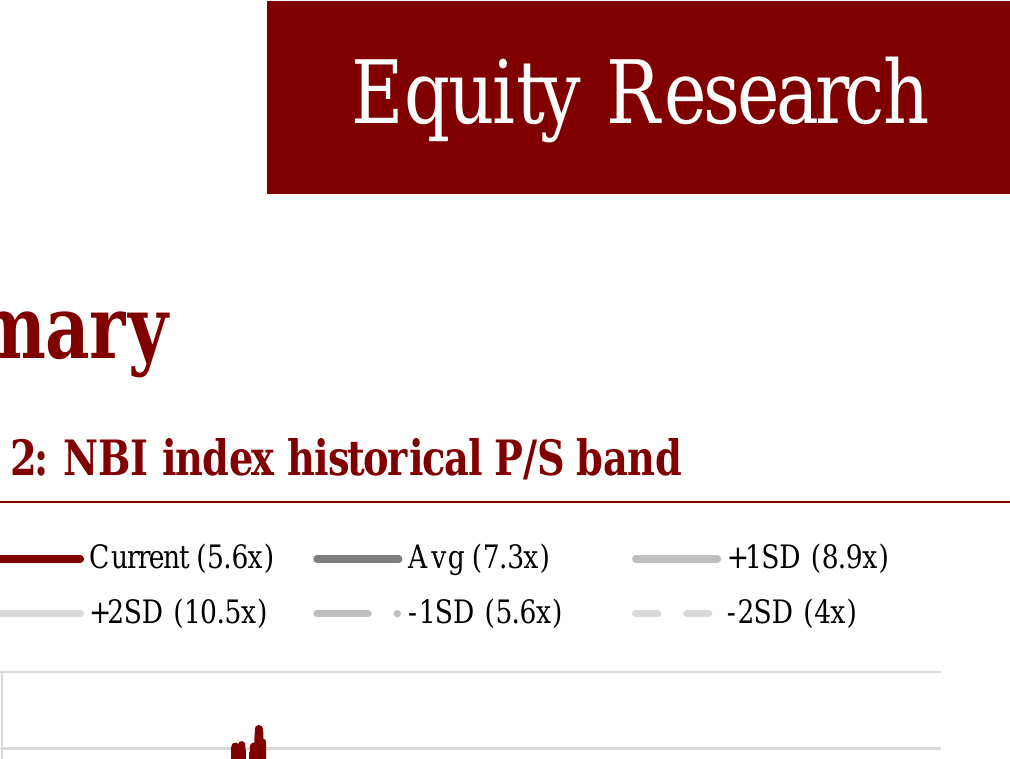 Equity Research
mary
2: NBI index historical P/S band
Current (5.6x) Avg (7.3x) +1SD (8.9x)
+2SD (10.5x) -1SD (5.6x) -2SD (4x)